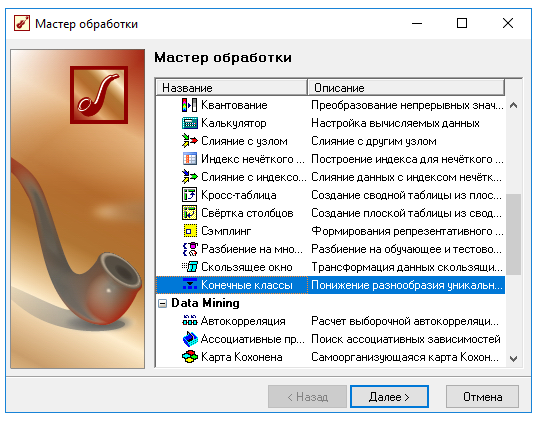 Мастер обработки
Мастер обработки
Название Описание
Квантование Преобразование непрерывных знач...
Калькулятор Настройка вычисляемых данных
Слияние с узлом Слияние с другим узлом
Индекс нечёткого ... Построение индекса для нечёткого ...
Слияние с индексо... Слияние данных с индексом нечётк...
Кросс-таблица Создание сводной таблицы из плос...
Свёртка столбцов Создание плоской таблицы из свод...
Сэмплинг Формирования репрезентативного ...
Разбиение на мно... Разбиение на обучающее и тестово...
Скользящее окно Трансформация данных скользящи...
Конечные классы Понижение разнообразия уникальн...
Data Mining
Автокорреляция Расчет выборочной автокорреляци...
Ассоциативные пр... Поиск ассоциативных зависимостей
Карта Кохонена Самоорганизующаяся карта Кохон...
< Назад Далее > Отмена